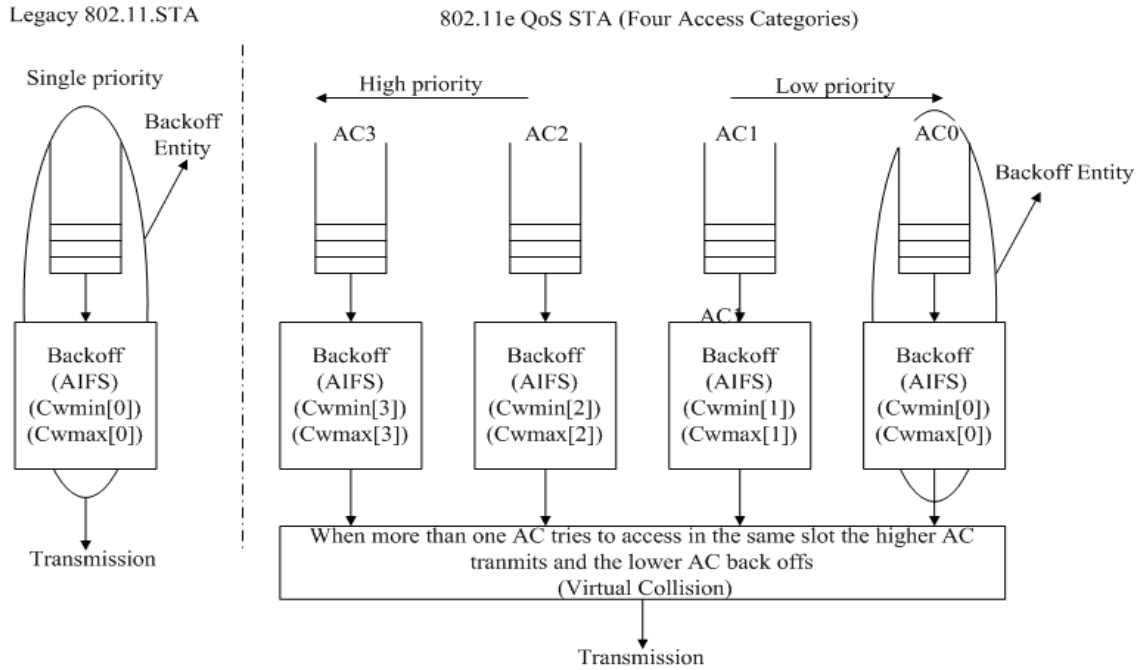 Legacy 802.11.STA
802.11e QoS STA (Four Access Categories)
Single priority
Backoff
Entity
High priority
Low priority
AC3
AC2
AC1
AC0
Backoff Entity
AC1
Backoff
(AIFS)
(Cwmin[0])
(Cwmax[0])
Backoff
(AIFS)
(Cwmin[3])
(Cwmax[3])
Backoff
(AIFS)
(Cwmin[2])
(Cwmax[2])
Backoff
(AIFS)
(Cwmin[1])
(Cwmax[1])
Backoff
(AIFS)
(Cwmin[0])
(Cwmax[0])
Transmission
When more than one AC tries to access in the same slot the higher AC
tranmits and the lower AC back offs
(Virtual Collision)
Transmission